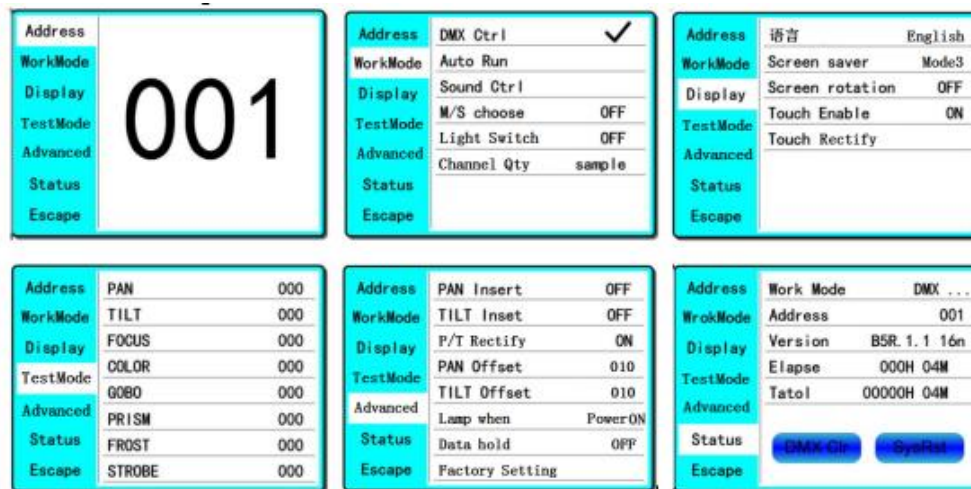 Address
WorkMode
Display
TestMode
Advanced
Status
Escape
001
Address
WorkMode
Display
TestMode
Advanced
Status
Escape
DMX Ctrl ✓
Auto Run
Sound Ctrl
M/S choose OFF
Light Switch OFF
Channel Qty sample
Address
WorkMode
Display
TestMode
Advanced
Status
Escape
语言 English
Screen saver Mode3
Screen rotation OFF
Touch Enable ON
Touch Rectify
Address
WorkMode
Display
TestMode
Advanced
Status
Escape
PAN 000
TILT 000
FOCUS 000
COLOR 000
GOBO 000
PRISM 000
FROST 000
STROBE 000
Address
WorkMode
Display
TestMode
Advanced
Status
Escape
PAN Insert OFF
TILT Inset OFF
P/T Rectify ON
PAN Offset 010
TILT Offset 010
Lamp when PowerON
Data hold OFF
Factory Setting
Address
WrokMode
Display
TestMode
Advanced
Status
Escape
Work Mode DMX ...
Address 001
Version B5R.1.1 16n
Elapse 000H 04M
Tatol 00000H 04M
DMX Clr SysRst